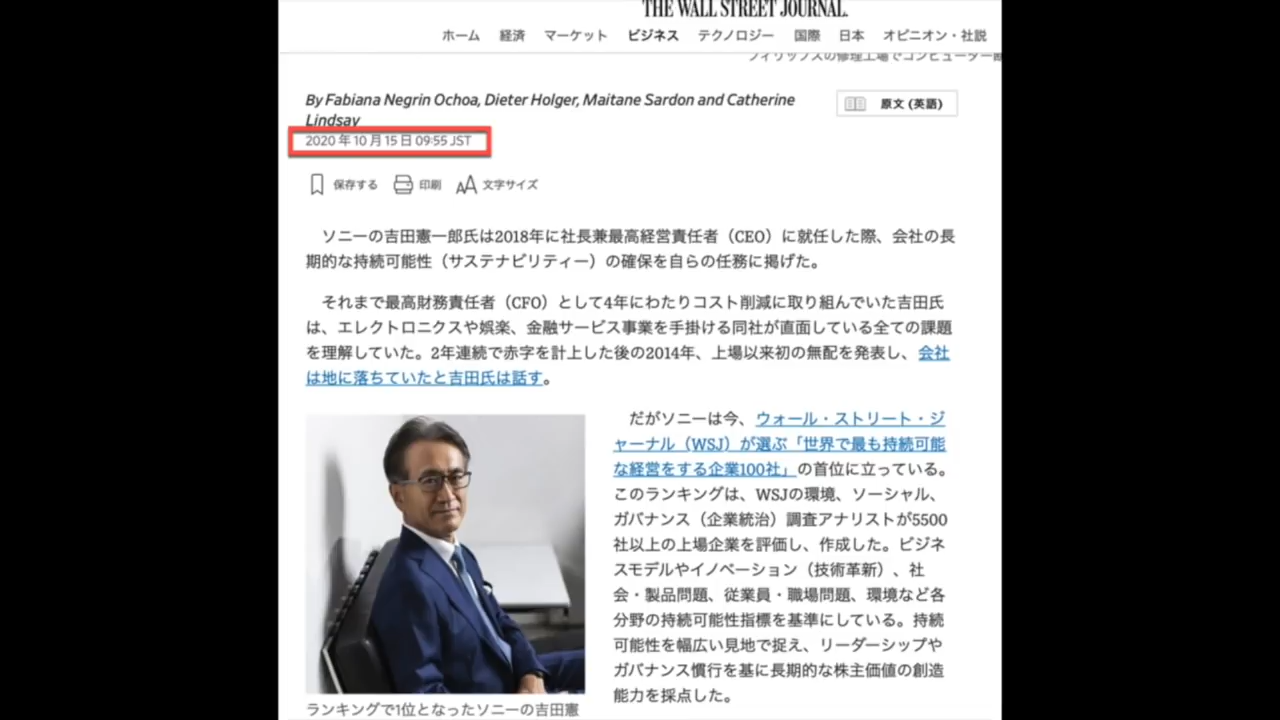 THE WALL STREET JOURNAL.
ホーム 経済 マーケット ビジネス テクノロジー 国際 日本 オピニオン・社説
フィリップスの修理工場でコンピューター断
By Fabiana Negrin Ochoa, Dieter Holger, Maitane Sardon and Catherine
Lindsay
原文 (英語)
2020 年 10 月 15 日 09:55 JST
保存する 印刷 AA 文字サイズ
ソニーの吉田憲一郎氏は2018年に社長兼最高経営責任者（CEO）に就任した際、会社の長
期的な持続可能性（サステナビリティー）の確保を自らの任務に掲げた。
それまで最高財務責任者（CFO）として4年にわたりコスト削減に取り組んでいた吉田氏
は、エレクトロニクスや娯楽、金融サービス事業を手掛ける同社が直面している全ての課題
を理解していた。2年連続で赤字を計上した後の2014年、上場以来初の無配を発表し、会社
は地に落ちていたと吉田氏は話す。
だがソニーは今、ウォール・ストリート・ジ
ャーナル（WSJ）が選ぶ「世界で最も持続可能
な経営をする企業100社」の首位に立っている。
このランキングは、WSJの環境、ソーシャル、
ガバナンス（企業統治）調査アナリストが5500
社以上の上場企業を評価し、作成した。ビジネ
スモデルやイノベーション（技術革新）、社
会・製品問題、従業員・職場問題、環境など各
分野の持続可能性指標を基準にしている。持続
可能性を幅広い見地で捉え、リーダーシップや
ガバナンス慣行を基に長期的な株主価値の創造
能力を採点した。
ランキングで1位となったソニーの吉田憲